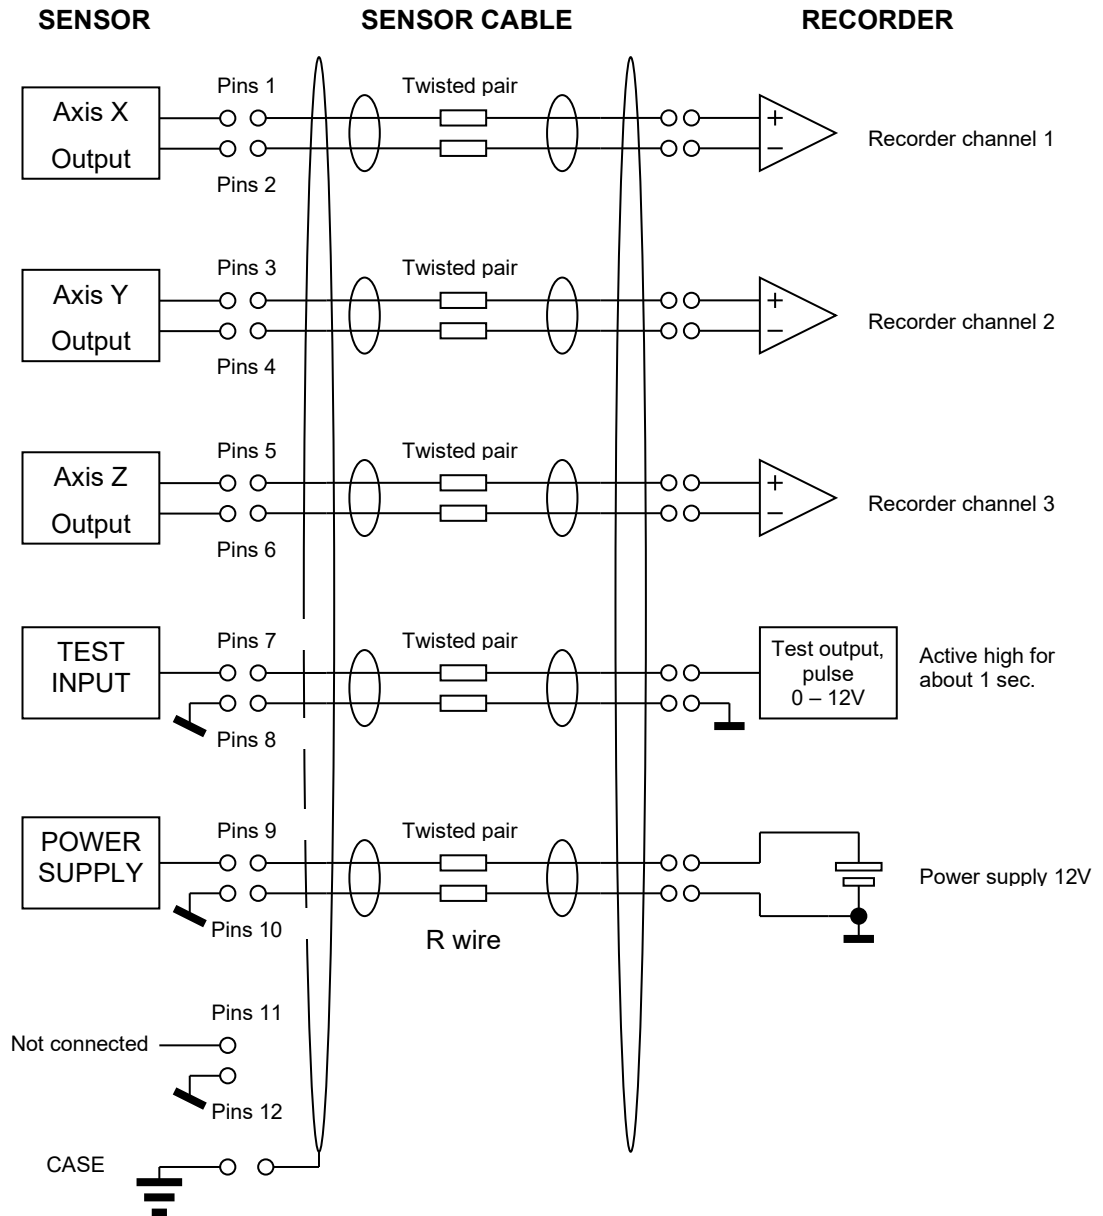 SENSOR
SENSOR CABLE
RECORDER
Pins 1
Twisted pair
Axis X
Output
+
−
Recorder channel 1
Pins 2
Pins 3
Twisted pair
Axis Y
Output
+
−
Recorder channel 2
Pins 4
Pins 5
Twisted pair
Axis Z
Output
+
−
Recorder channel 3
Pins 6
TEST
INPUT
Pins 7
Twisted pair
Test output,
pulse
0 – 12V
Active high for
about 1 sec.
Pins 8
POWER
SUPPLY
Pins 9
Twisted pair
Power supply 12V
Pins 10
R wire
Pins 11
Not connected
Pins 12
CASE